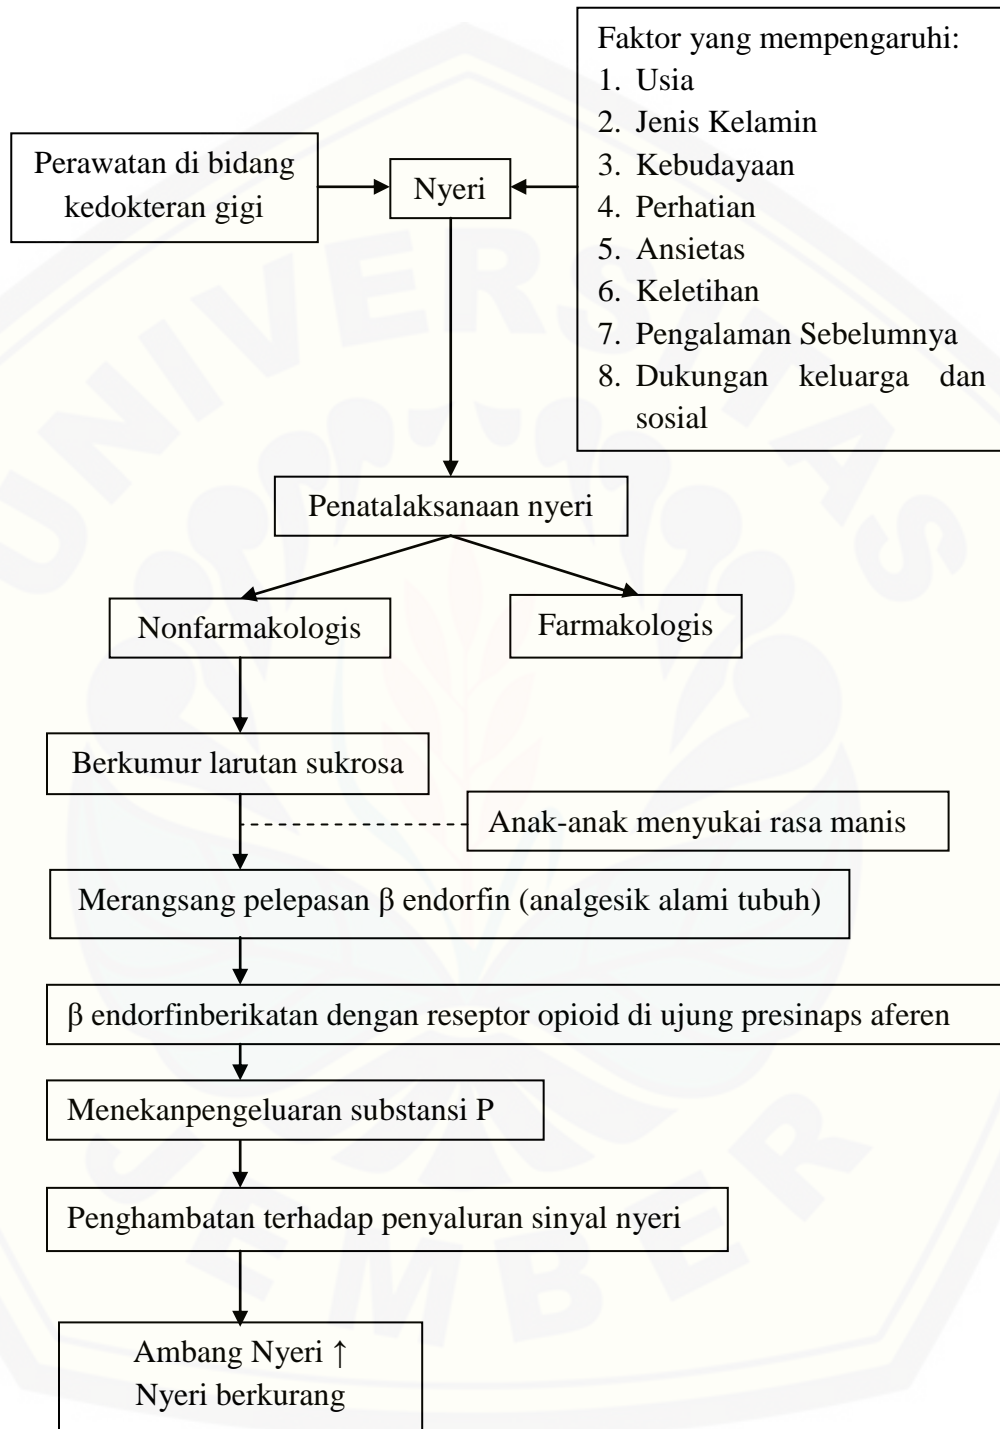 Faktor yang mempengaruhi:
1. Usia
2. Jenis Kelamin
3. Kebudayaan
4. Perhatian
5. Ansietas
6. Keletihan
7. Pengalaman Sebelumnya
8. Dukungan keluarga dan
sosial
Perawatan di bidang
kedokteran gigi
Nyeri
Penatalaksanaan nyeri
Nonfarmakologis
Farmakologis
Berkumur larutan sukrosa
Anak-anak menyukai rasa manis
Merangsang pelepasan β endorfin (analgesik alami tubuh)
β endorfinberikatan dengan reseptor opioid di ujung presinaps aferen
Menekanpengeluaran substansi P
Penghambatan terhadap penyaluran sinyal nyeri
Ambang Nyeri ↑
Nyeri berkurang
UNIVERSITAS
JEMBER